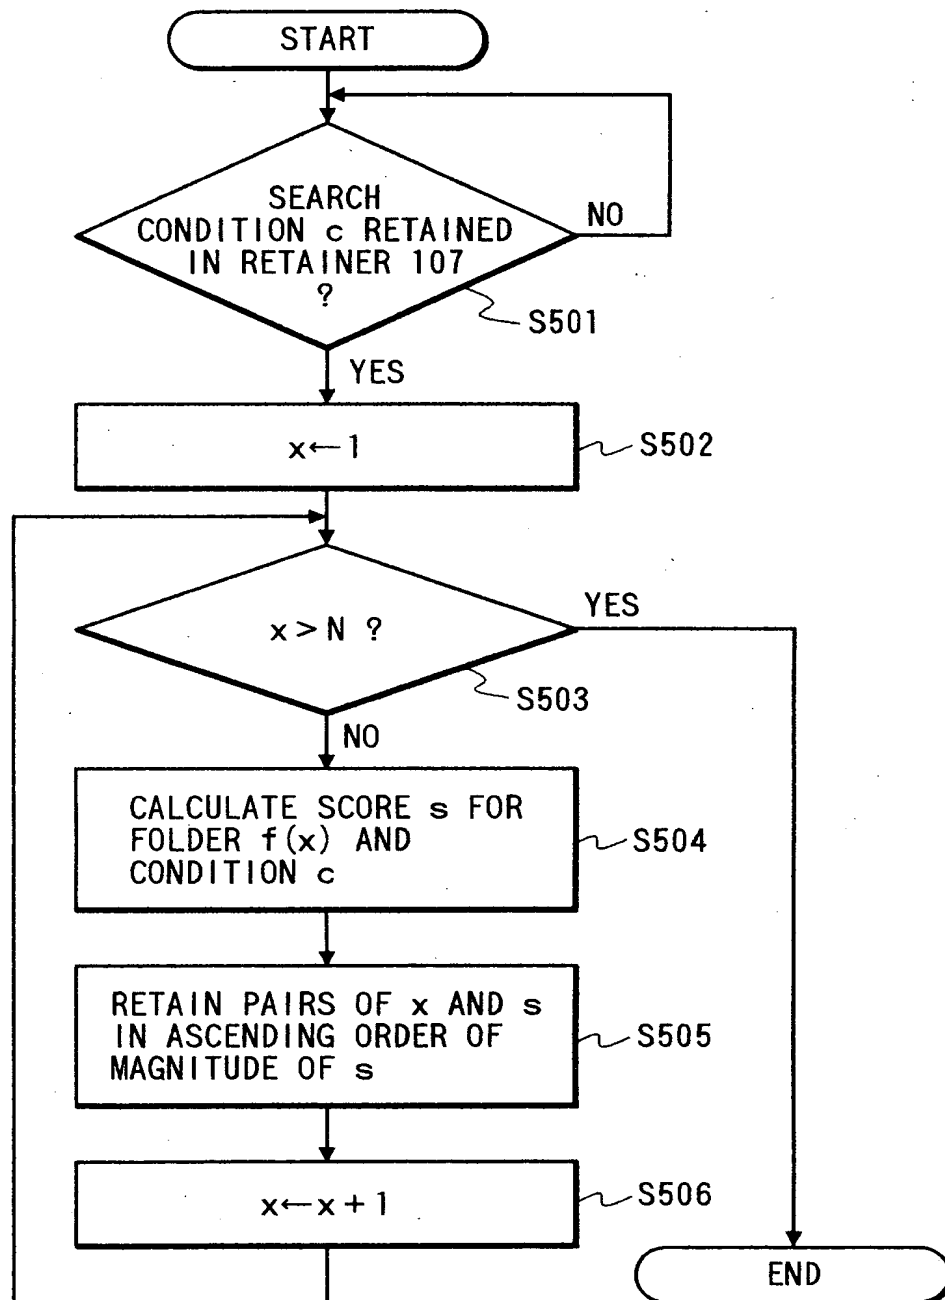 START
SEARCH
CONDITION c RETAINED
IN RETAINER 107
?
NO
S501
YES
x←1
S502
x > N ?
YES
S503
NO
CALCULATE SCORE s FOR
FOLDER f(x) AND
CONDITION c
S504
RETAIN PAIRS OF x AND s
IN ASCENDING ORDER OF
MAGNITUDE OF s
S505
x←x+1
S506
END